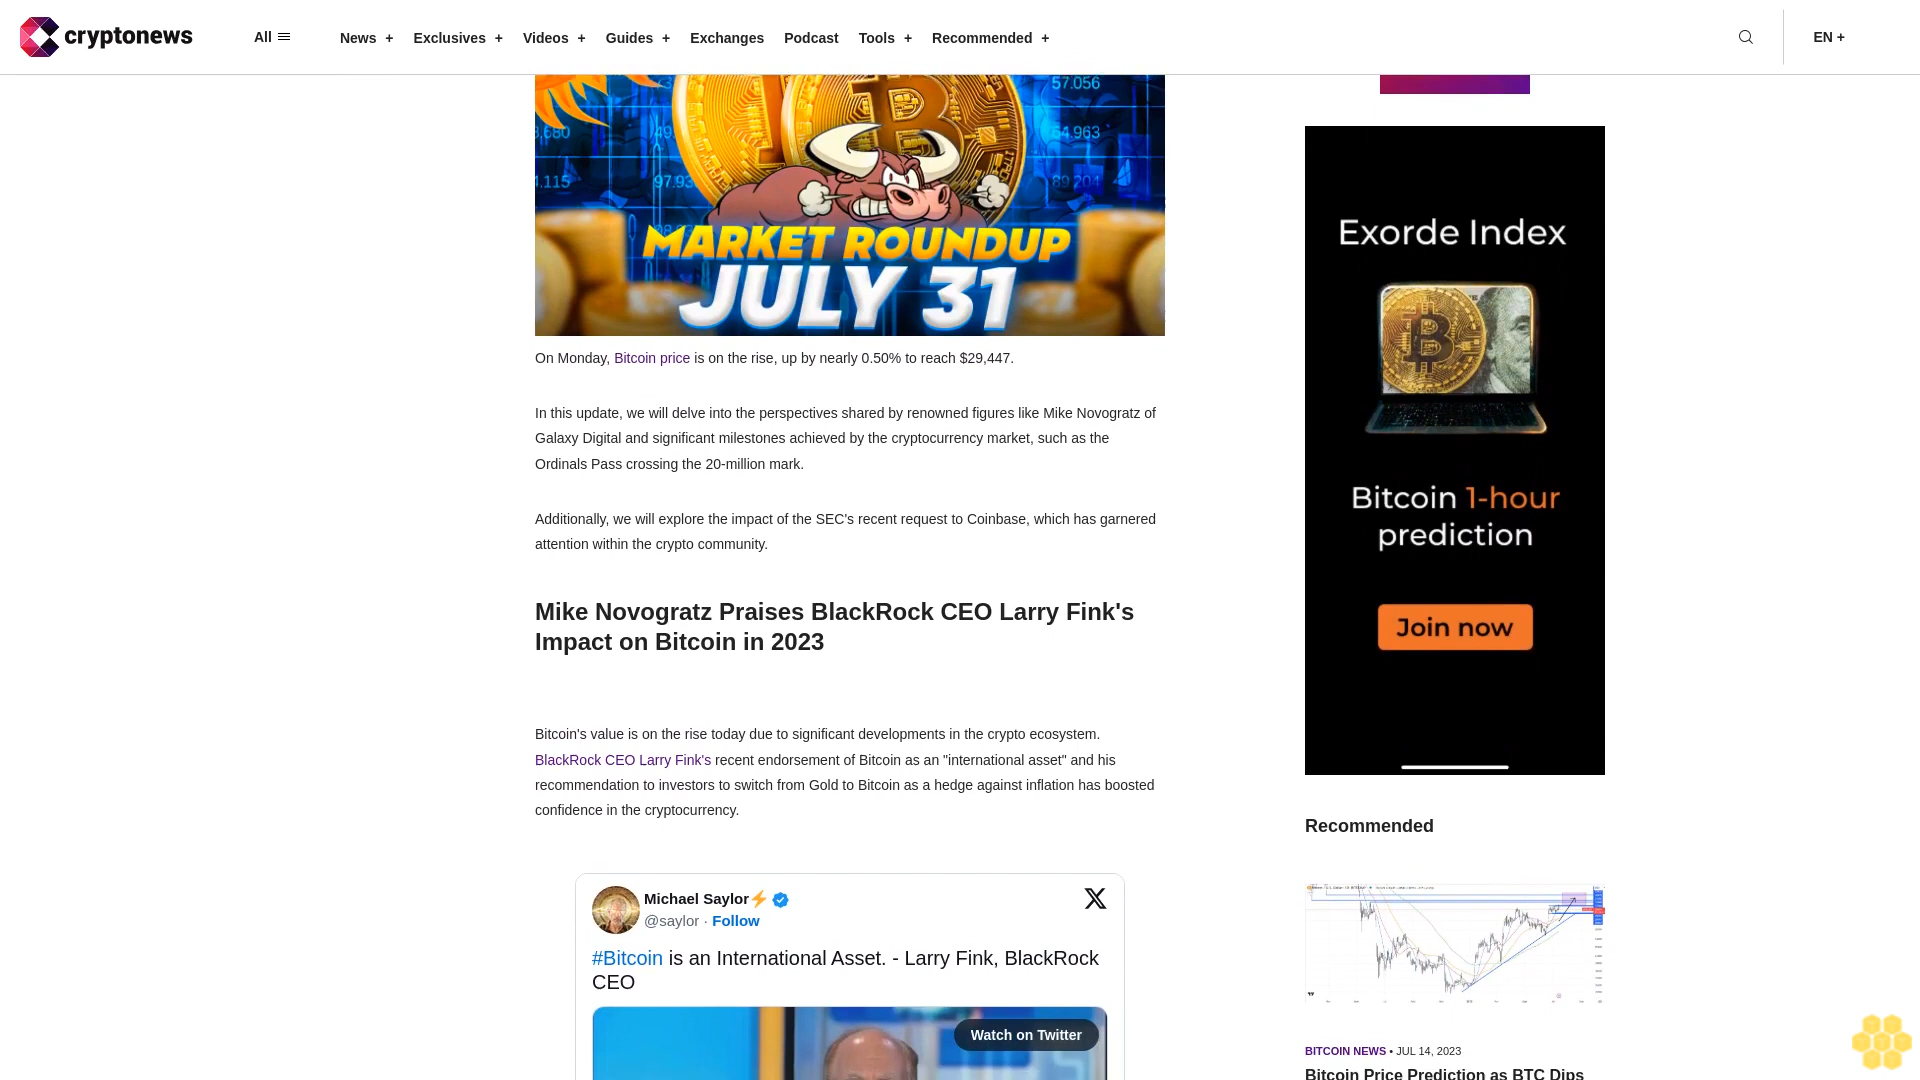 cryptonews
All
News +
Exclusives +
Videos +
Guides +
Exchanges
Podcast
Tools +
Recommended +
EN +
57.056
64.963
4.115
97.93
89.204
MARKET ROUNDUP
JULY 31
On Monday, Bitcoin price is on the rise, up by nearly 0.50% to reach $29,447.
In this update, we will delve into the perspectives shared by renowned figures like Mike Novogratz of
Galaxy Digital and significant milestones achieved by the cryptocurrency market, such as the
Ordinals Pass crossing the 20-million mark.
Additionally, we will explore the impact of the SEC's recent request to Coinbase, which has garnered
attention within the crypto community.
Mike Novogratz Praises BlackRock CEO Larry Fink's
Impact on Bitcoin in 2023
Bitcoin's value is on the rise today due to significant developments in the crypto ecosystem.
BlackRock CEO Larry Fink's recent endorsement of Bitcoin as an "international asset" and his
recommendation to investors to switch from Gold to Bitcoin as a hedge against inflation has boosted
confidence in the cryptocurrency.
Michael Saylor⚡
@saylor · Follow
#Bitcoin is an International Asset. - Larry Fink, BlackRock
CEO
Watch on Twitter
Exorde Index
Bitcoin 1-hour
prediction
Join now
Recommended
BITCOIN NEWS • JUL 14, 2023
Bitcoin Price Prediction as BTC Dips